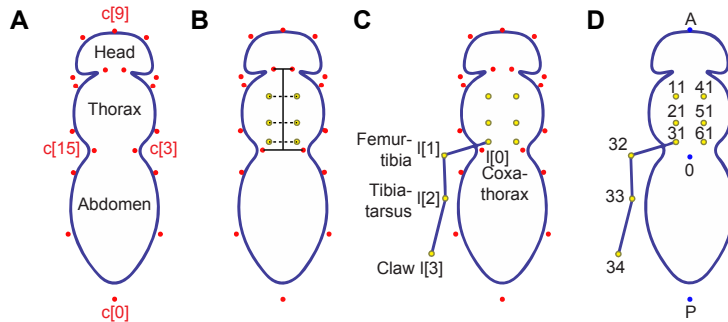 A
c[9]
Head
Thorax
c[15]
c[3]
Abdomen
c[0]
B
C
Femur-
tibia
l[1]
l[0]
Coxa-
thorax
Tibia-
tarsus
l[2]
Claw l[3]
D
A
11 41
21 51
31 61
32
0
33
34
P